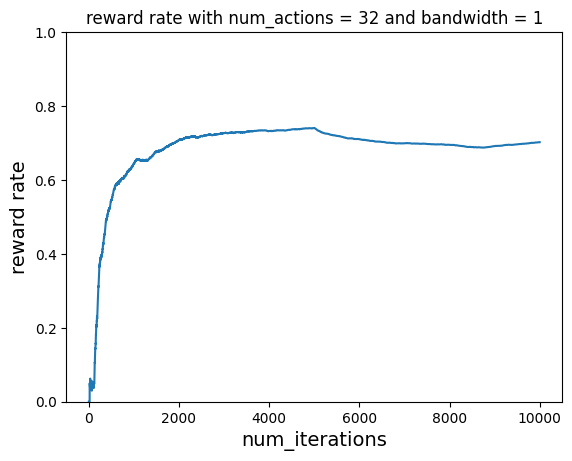 reward rate with num_actions = 32 and bandwidth = 1
1.0
0.8
0.6
0.4
0.2
0.0
reward rate
0 2000 4000 6000 8000 10000
num_iterations